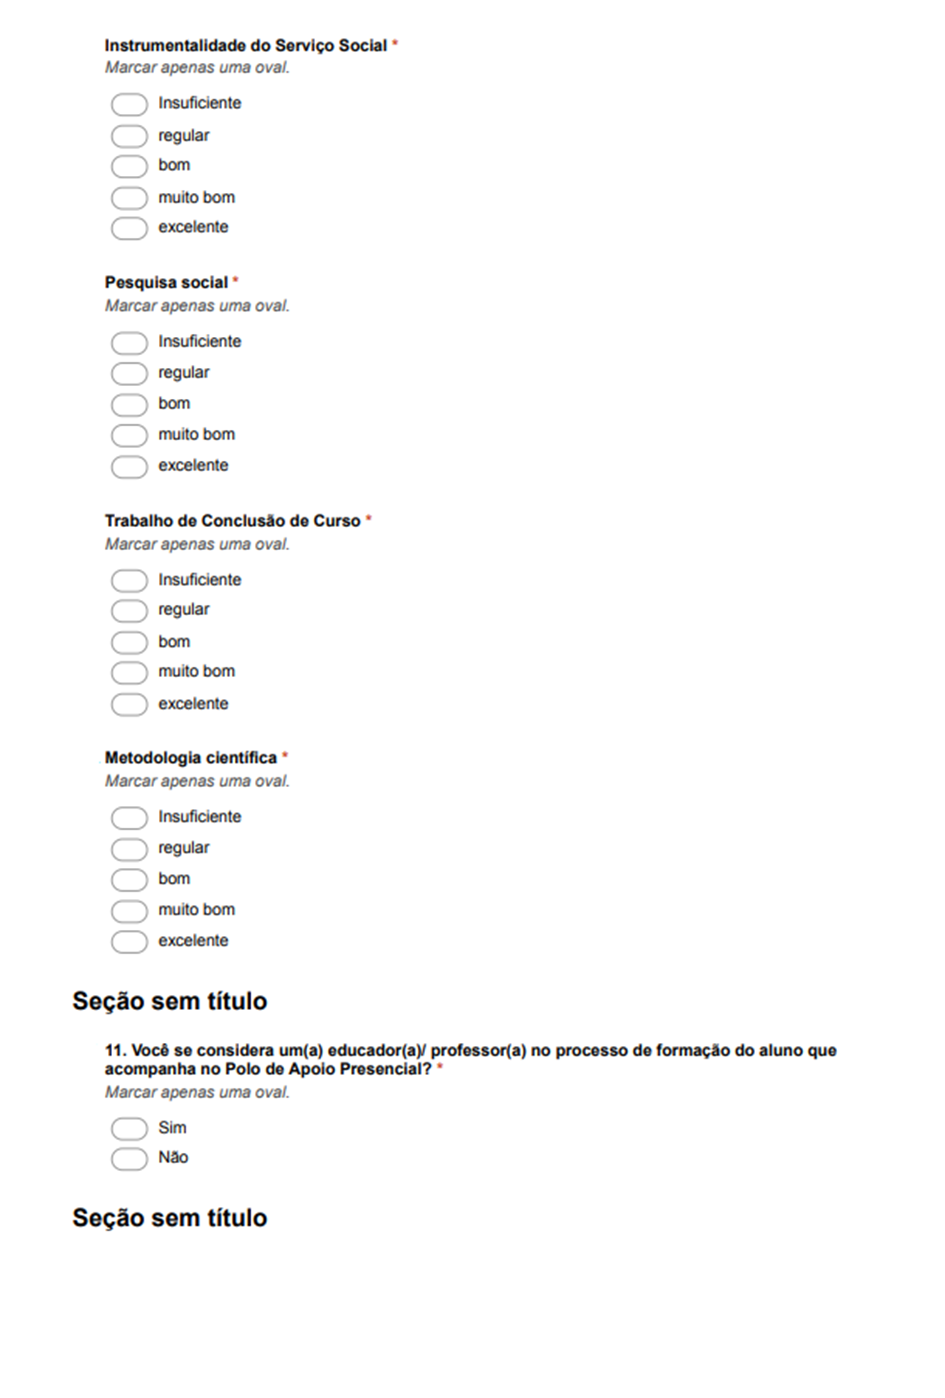 Instrumentalidade do Serviço Social *
Marcar apenas uma oval.
Insuficiente
regular
bom
muito bom
excelente
Pesquisa social *
Marcar apenas uma oval.
Insuficiente
regular
bom
muito bom
excelente
Trabalho de Conclusão de Curso *
Marcar apenas uma oval.
Insuficiente
regular
bom
muito bom
excelente
Metodologia científica *
Marcar apenas uma oval.
Insuficiente
regular
bom
muito bom
excelente
Seção sem título
11. Você se considera um(a) educador(a)/ professor(a) no processo de formação do aluno que
acompanha no Polo de Apoio Presencial? *
Marcar apenas uma oval.
Sim
Não
Seção sem título